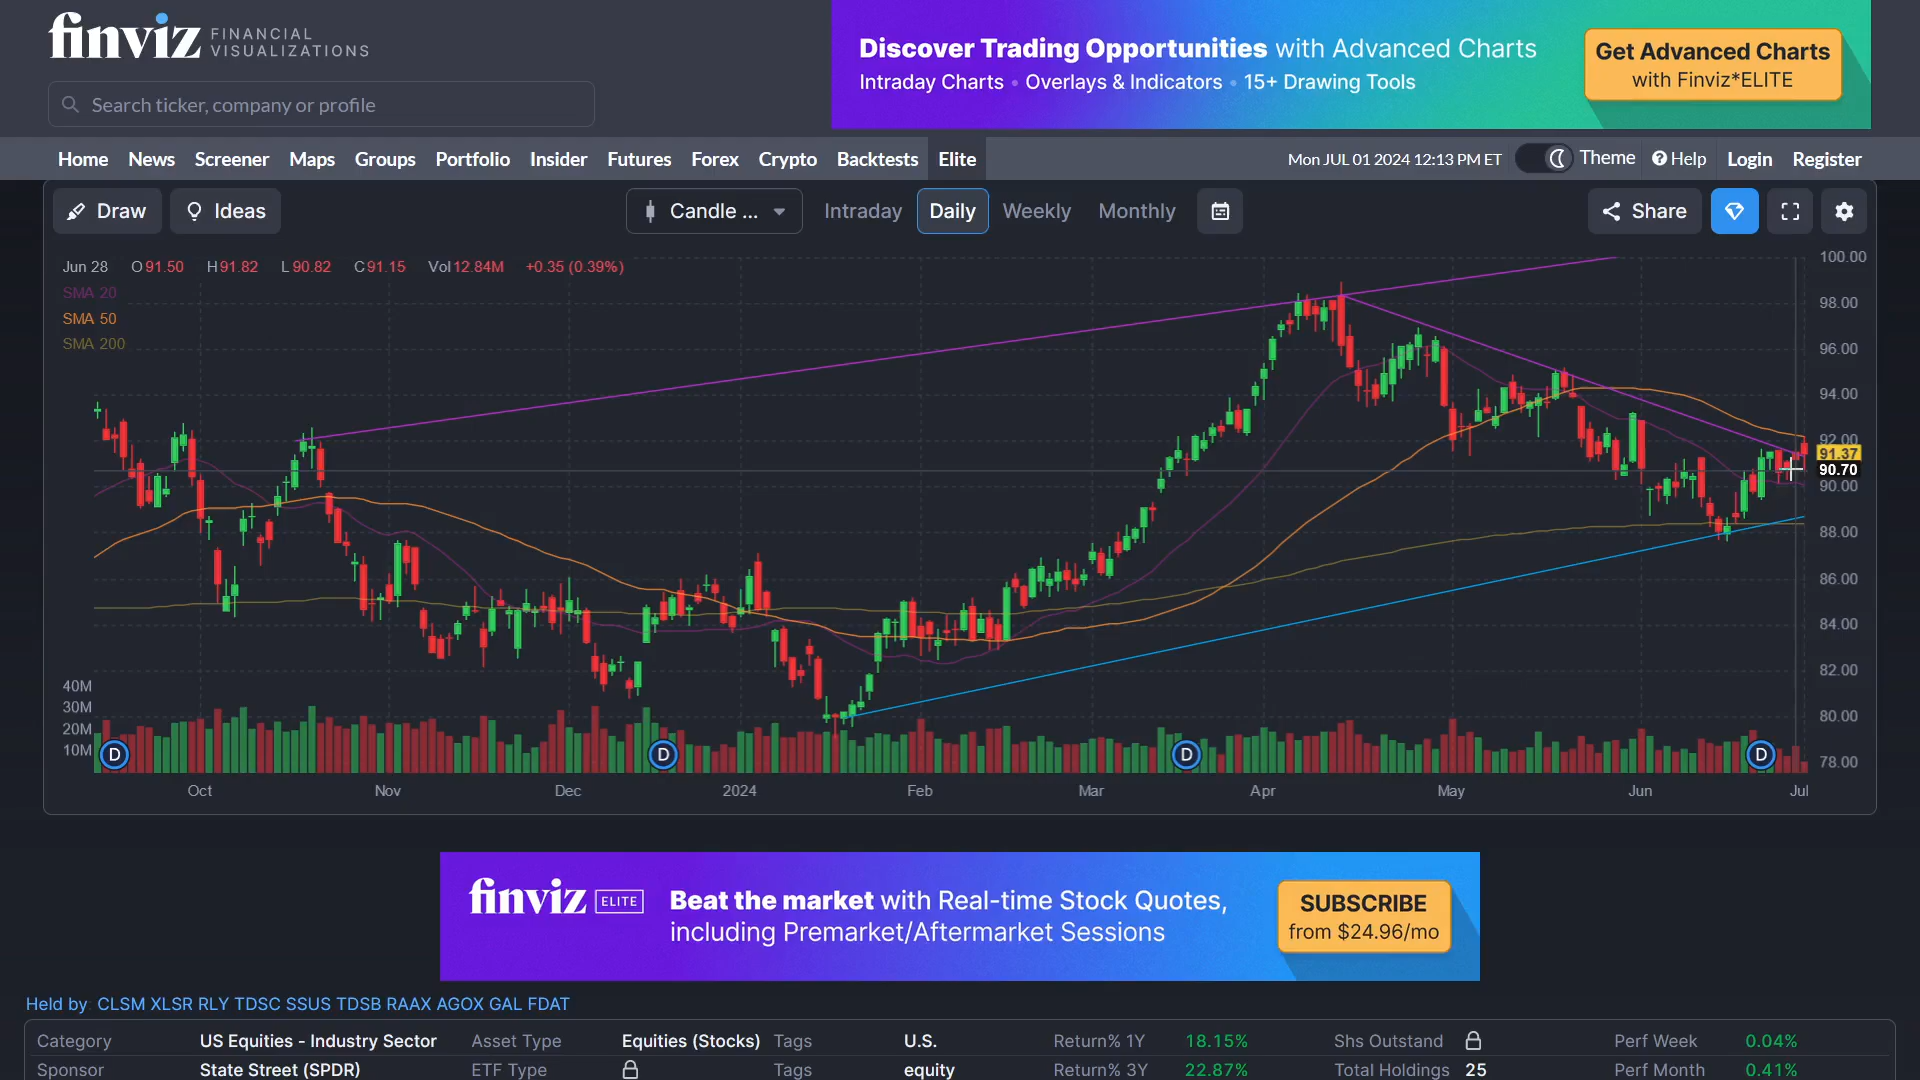 finviz FINANCIAL VISUALIZATIONS
Discover Trading Opportunities with Advanced Charts
Intraday Charts • Overlays & Indicators • 15+ Drawing Tools
Get Advanced Charts
with Finviz*ELITE
Search ticker, company or profile
Home News Screener Maps Groups Portfolio Insider Futures Forex Crypto Backtests Elite
Mon JUL 01 2024 12:13 PM ET Theme Help Login Register
Draw Ideas Candle ... Intraday Daily Weekly Monthly Share
Jun 28 O 91.50 H 91.82 L 90.82 C 91.15 Vol 12.84M +0.35 (0.39%)
SMA 20
SMA 50
SMA 200
100.00
98.00
96.00
94.00
92.00
91.37
90.70
90.00
88.00
86.00
84.00
82.00
80.00
78.00
40M
30M
20M
10M
D D D D
Oct Nov Dec 2024 Feb Mar Apr May Jun Jul
finviz ELITE
Beat the market with Real-time Stock Quotes,
including Premarket/Aftermarket Sessions
SUBSCRIBE
from $24.96/mo
Held by: CLSM XLSR RLY TDSC SSUS TDSB RAAX AGOX GAL FDAT
Category US Equities - Industry Sector Asset Type Equities (Stocks) Tags U.S. Return% 1Y 18.15% Shs Outstand Perf Week 0.04%
Sponsor State Street (SPDR) ETF Type Tags equity Return% 3Y 22.87% Total Holdings 25 Perf Month 0.41%